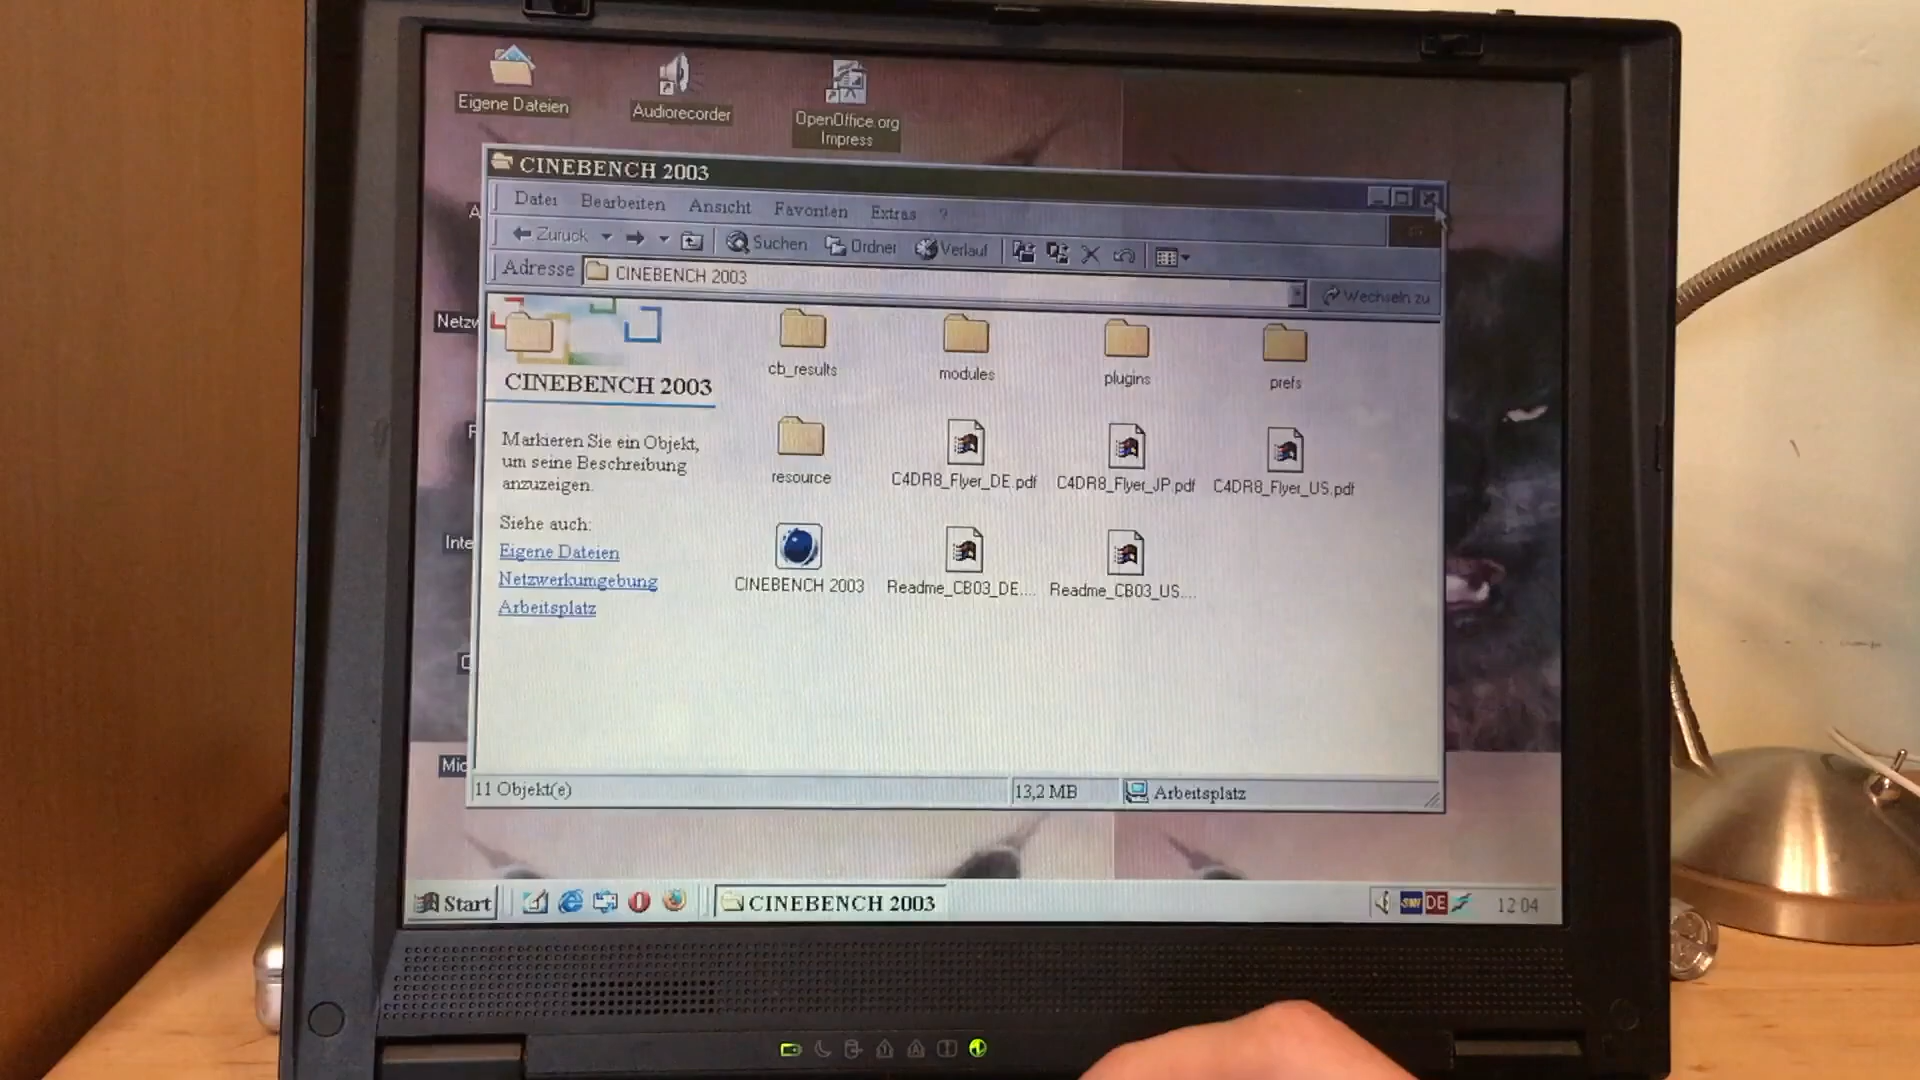 Eigene Dateien
Audiorecorder
OpenOffice.org
Impress
CINEBENCH 2003
Datei Bearbeiten Ansicht Favoriten Extras ?
Zurück Suchen Ordner Verlauf
Adresse CINEBENCH 2003 Wechseln zu
CINEBENCH 2003
Markieren Sie ein Objekt,
um seine Beschreibung
anzuzeigen.
Siehe auch:
Eigene Dateien
Netzwerkumgebung
Arbeitsplatz
cb_results modules plugins prefs
resource C4DR8_Flyer_DE.pdf C4DR8_Flyer_JP.pdf C4DR8_Flyer_US.pdf
CINEBENCH 2003 Readme_CB03_DE.... Readme_CB03_US....
A
Netzw
Inte
Mic
11 Objekt(e) 13,2 MB Arbeitsplatz
Start CINEBENCH 2003 DE 12:04